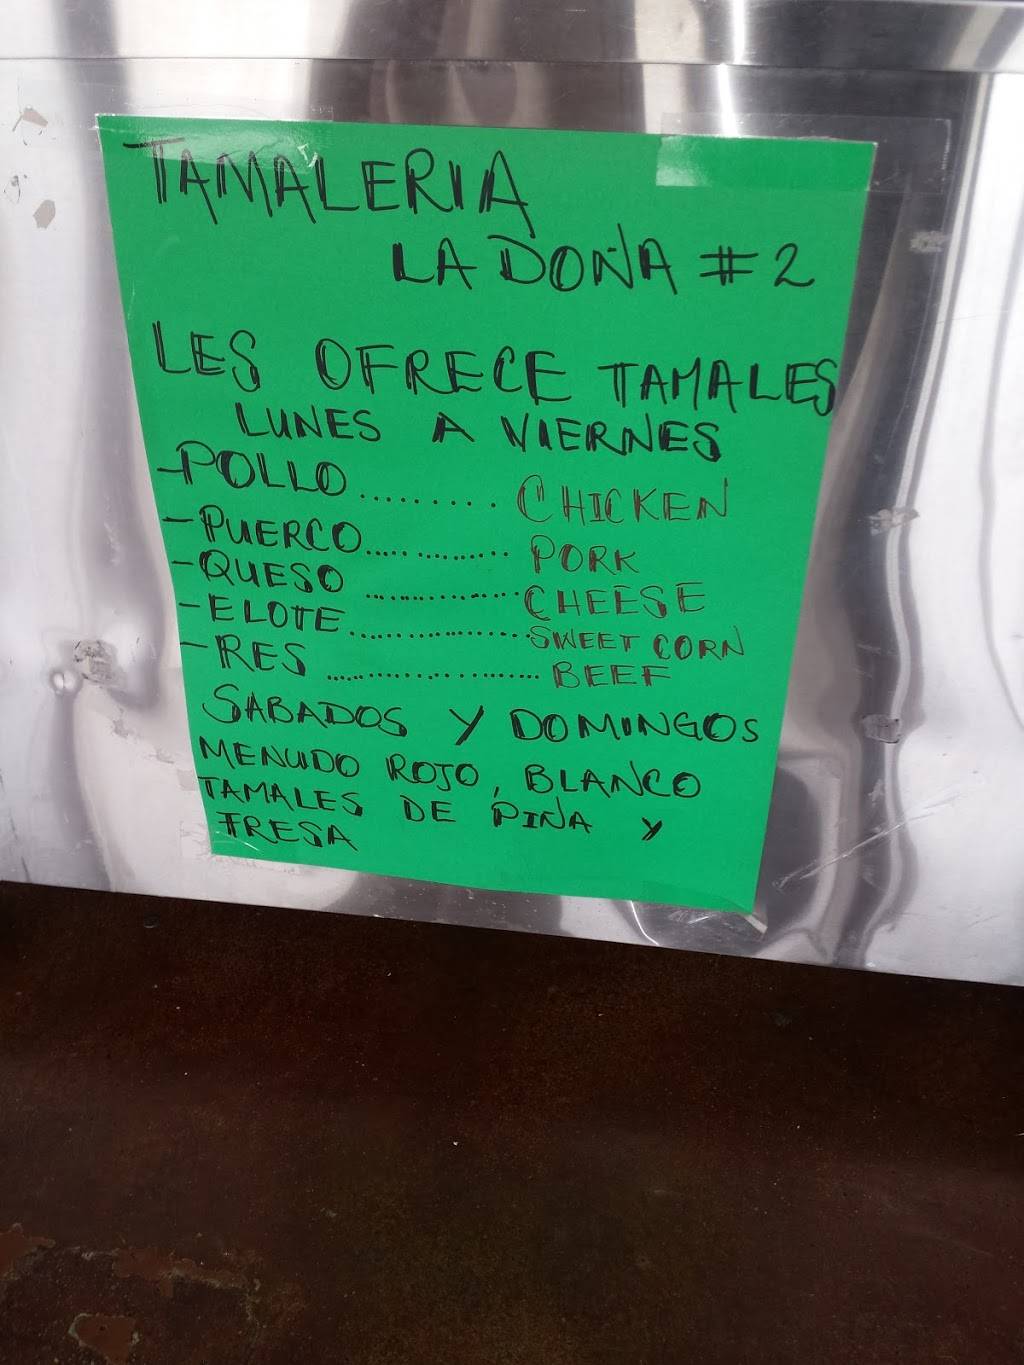 TAMALERIA
LA DOÑA #2
LES OFRECE TAMALES
LUNES A VIERNES
-POLLO.......... CHICKEN
-PUERCO............ PORK
-QUESO .............. CHEESE
-ELOTE................ SWEET CORN
-RES .................... BEEF
SABADOS Y DOMINGOS
MENUDO ROJO, BLANCO
TAMALES DE PIÑA Y
FRESA